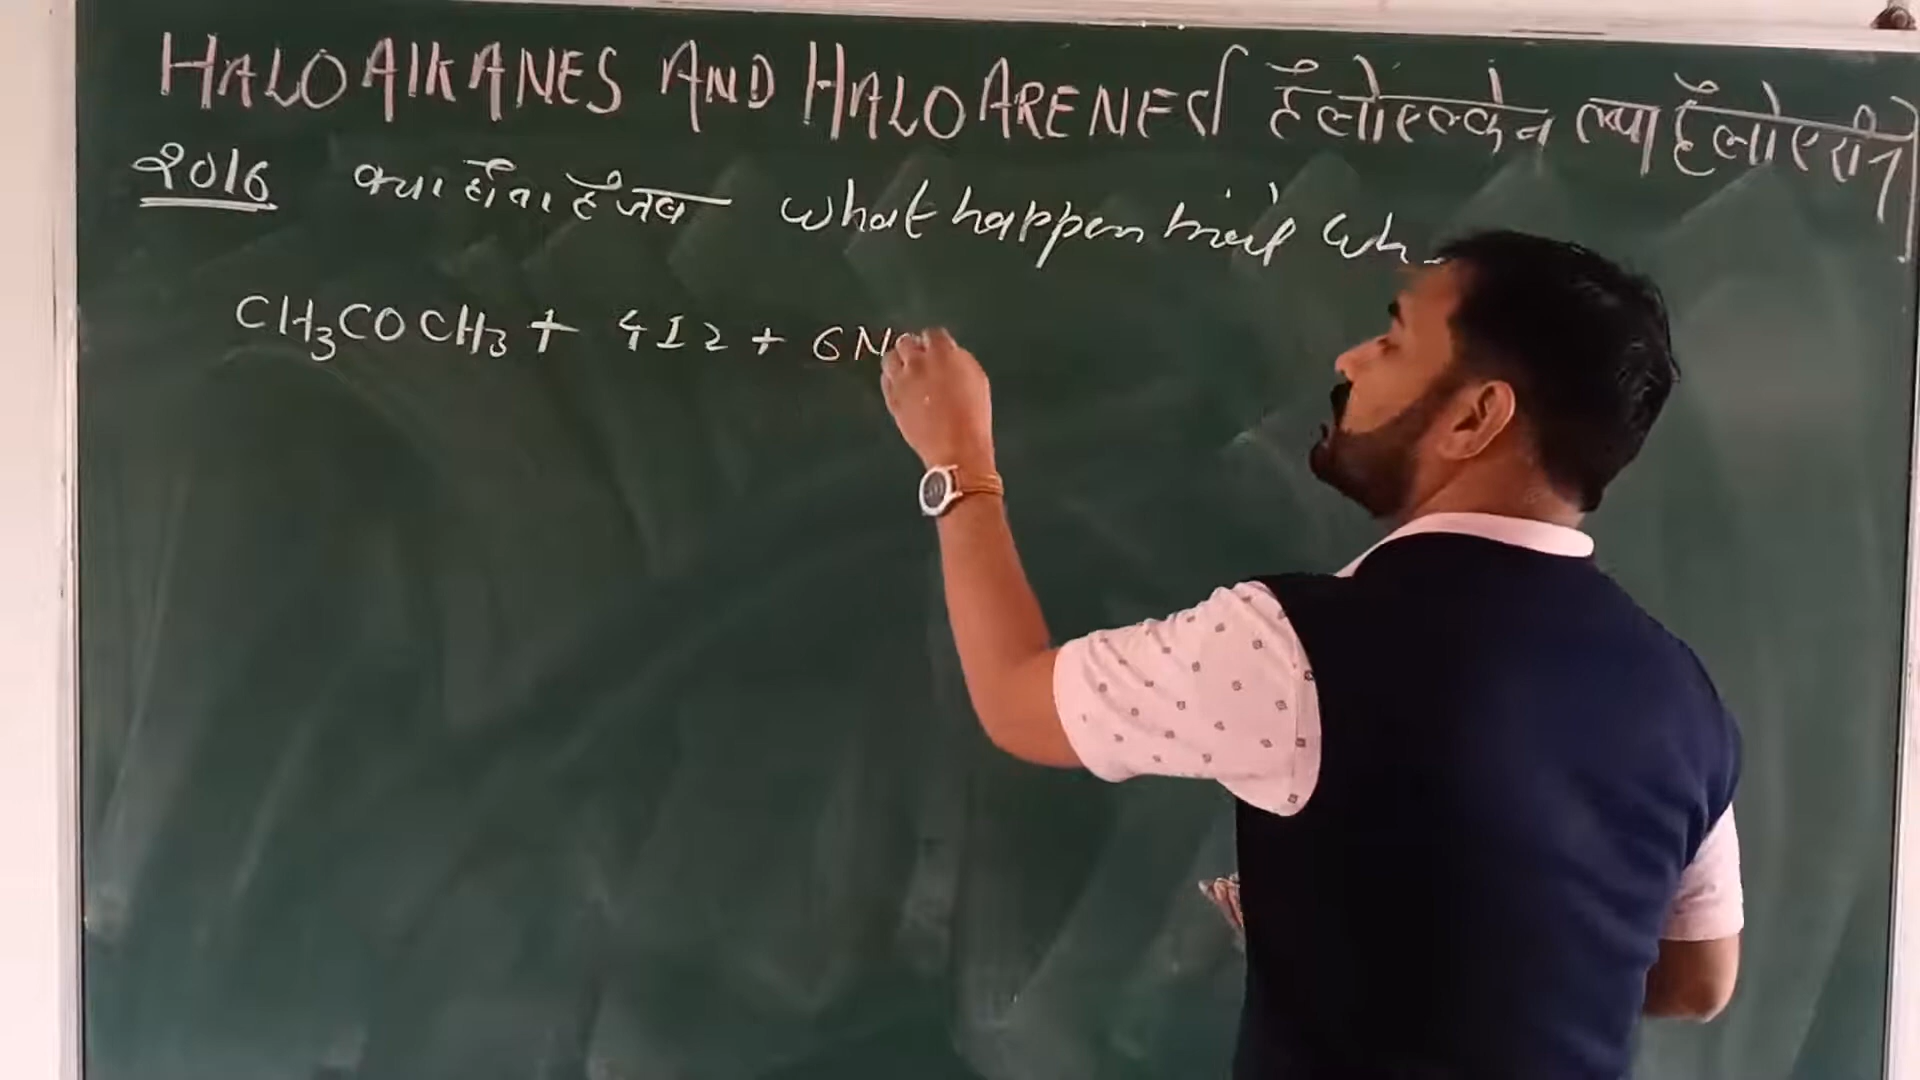 HALOALKANES AND HALOARENES हैलोएल्केन तथा हैलोएरीन
2016 क्या होता है जब what happen
CH3COCH3 + 4I2 + 6N